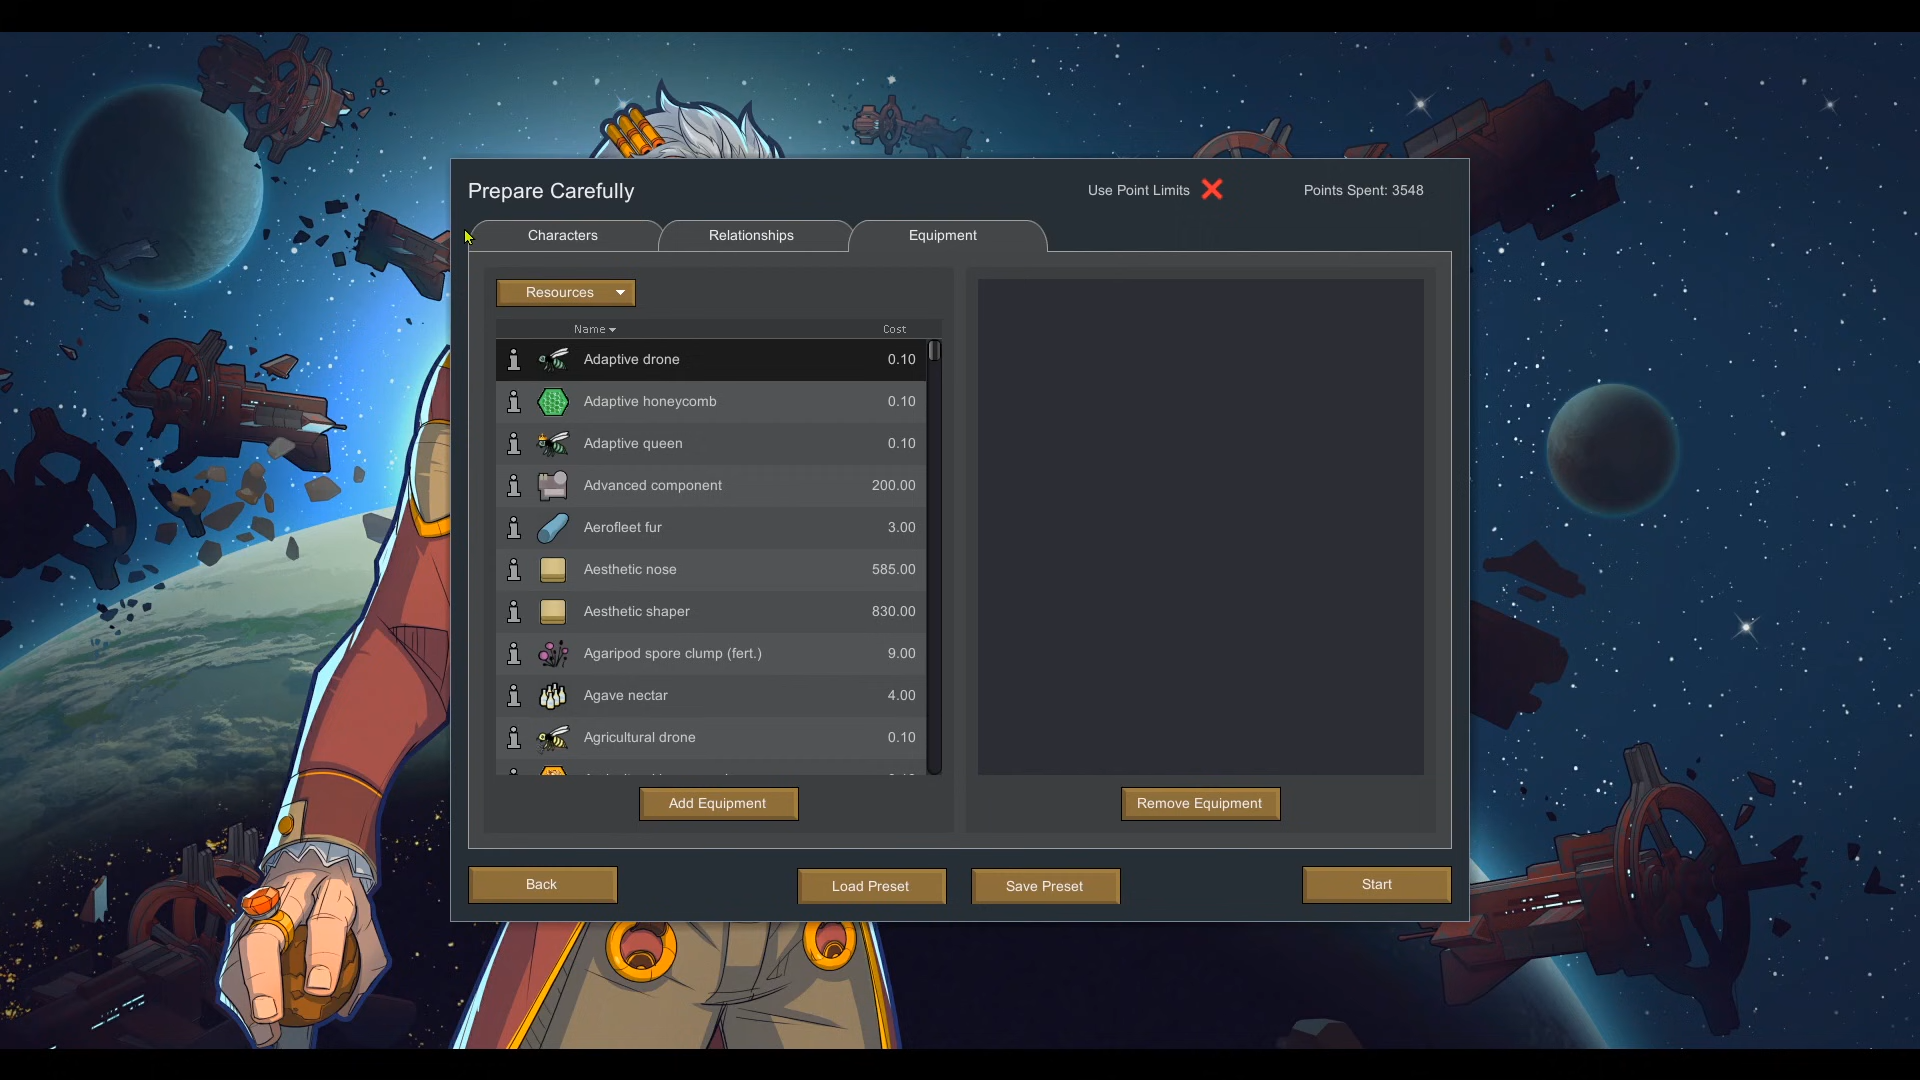 Prepare Carefully
Use Point Limits
Points Spent: 3548
Characters
Relationships
Equipment
Resources
Name
Cost
Adaptive drone 0.10
Adaptive honeycomb 0.10
Adaptive queen 0.10
Advanced component 200.00
Aerofleet fur 3.00
Aesthetic nose 585.00
Aesthetic shaper 830.00
Agaripod spore clump (fert.) 9.00
Agave nectar 4.00
Agricultural drone 0.10
Add Equipment
Remove Equipment
Back
Load Preset
Save Preset
Start